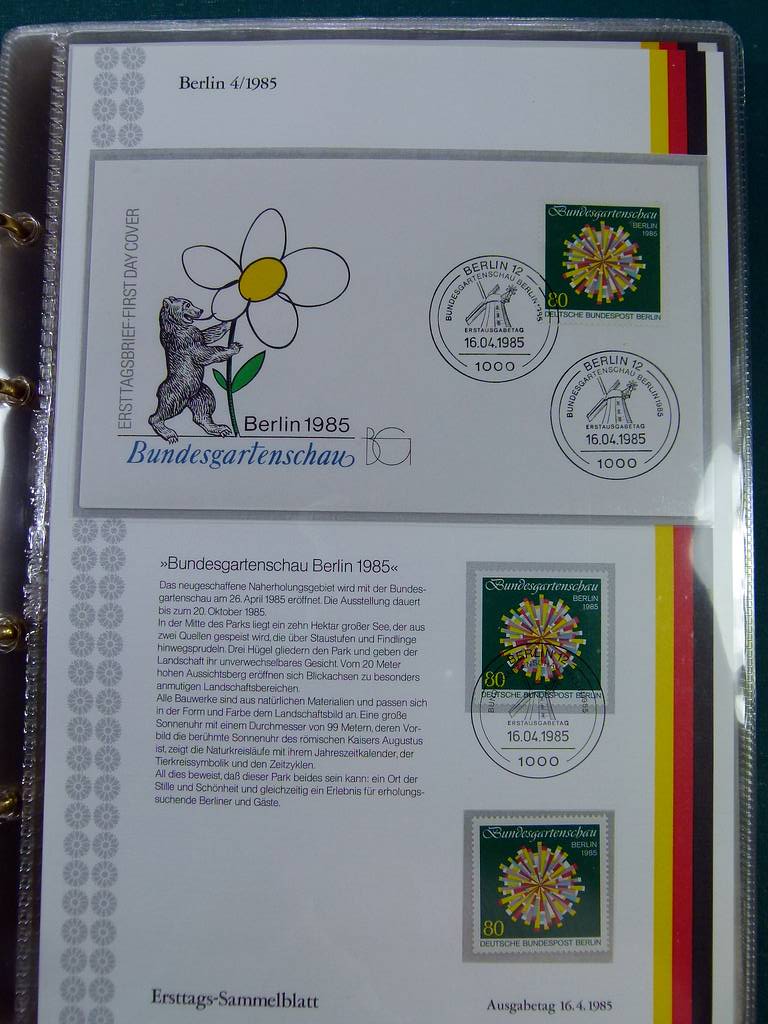 Berlin 4/1985
ERSTTAGSBRIEF-FIRST DAY COVER
Berlin 1985
Bundesgartenschau
BG
Bundesgartenschau
BERLIN
1985
80
DEUTSCHE BUNDESPOST BERLIN
BERLIN 12
BUNDESGARTENSCHAU BERLIN 1985
ERSTAUSGABETAG
16.04.1985
1000
BERLIN 12
BUNDESGARTENSCHAU BERLIN 1985
ERSTAUSGABETAG
16.04.1985
1000
»Bundesgartenschau Berlin 1985«
Das neugeschaffene Naherholungsgebiet wird mit der Bundes-
gartenschau am 26. April 1985 eröffnet. Die Ausstellung dauert
bis zum 20. Oktober 1985.
In der Mitte des Parks liegt ein zehn Hektar großer See, der aus
zwei Quellen gespeist wird, die über Staustufen und Findlinge
hinwegsprudeln. Drei Hügel gliedern den Park und geben der
Landschaft ihr unverwechselbares Gesicht. Vom 20 Meter
hohen Aussichtsberg eröffnen sich Blickachsen zu besonders
anmutigen Landschaftsbereichen.
Alle Bauwerke sind aus natürlichen Materialien und passen sich
in der Form und Farbe dem Landschaftsbild an. Eine große
Sonnenuhr mit einem Durchmesser von 99 Metern, deren Vor-
bild die berühmte Sonnenuhr des römischen Kaisers Augustus
ist, zeigt die Naturkreisläufe mit ihrem Jahreszeitkalender, der
Tierkreissymbolik und den Zeitzyklen.
All dies beweist, daß dieser Park beides sein kann: ein Ort der
Stille und Schönheit und gleichzeitig ein Erlebnis für erholungs-
suchende Berliner und Gäste.
Bundesgartenschau
BERLIN
1985
80
DEUTSCHE BUNDESPOST BERLIN
BERLIN 12
ERSTAUSGABETAG
16.04.1985
1000
Bundesgartenschau
BERLIN
1985
80
DEUTSCHE BUNDESPOST BERLIN
Ersttags-Sammelblatt
Ausgabetag 16.4.1985